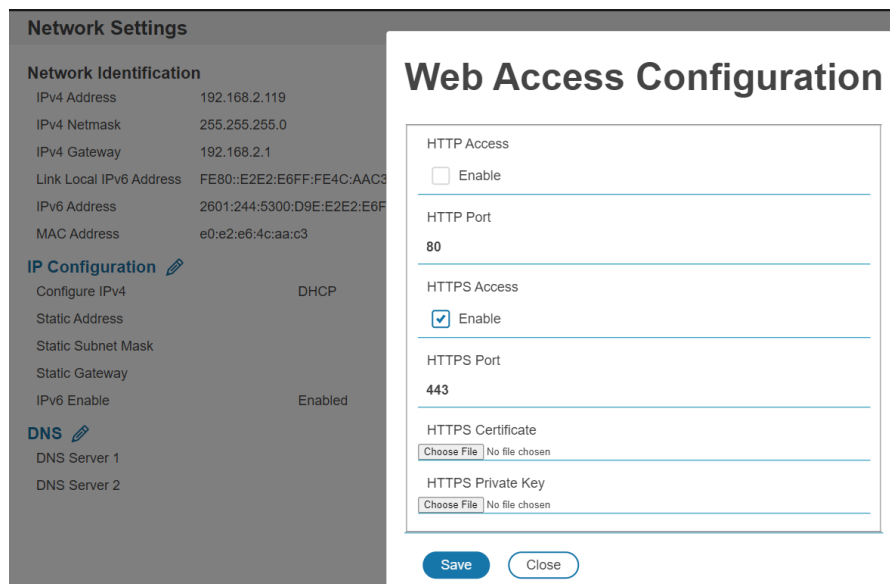 Network Settings
Network Identification
IPv4 Address 192.168.2.119
IPv4 Netmask 255.255.255.0
IPv4 Gateway 192.168.2.1
Link Local IPv6 Address FE80::E2E2:E6FF:FE4C:AAC3
IPv6 Address 2601:244:5300:D9E:E2E2:E6F
MAC Address e0:e2:e6:4c:aa:c3
IP Configuration
Configure IPv4 DHCP
Static Address
Static Subnet Mask
Static Gateway
IPv6 Enable Enabled
DNS
DNS Server 1
DNS Server 2
Web Access Configuration
HTTP Access
Enable
HTTP Port
80
HTTPS Access
Enable
HTTPS Port
443
HTTPS Certificate
Choose File No file chosen
HTTPS Private Key
Choose File No file chosen
Save Close